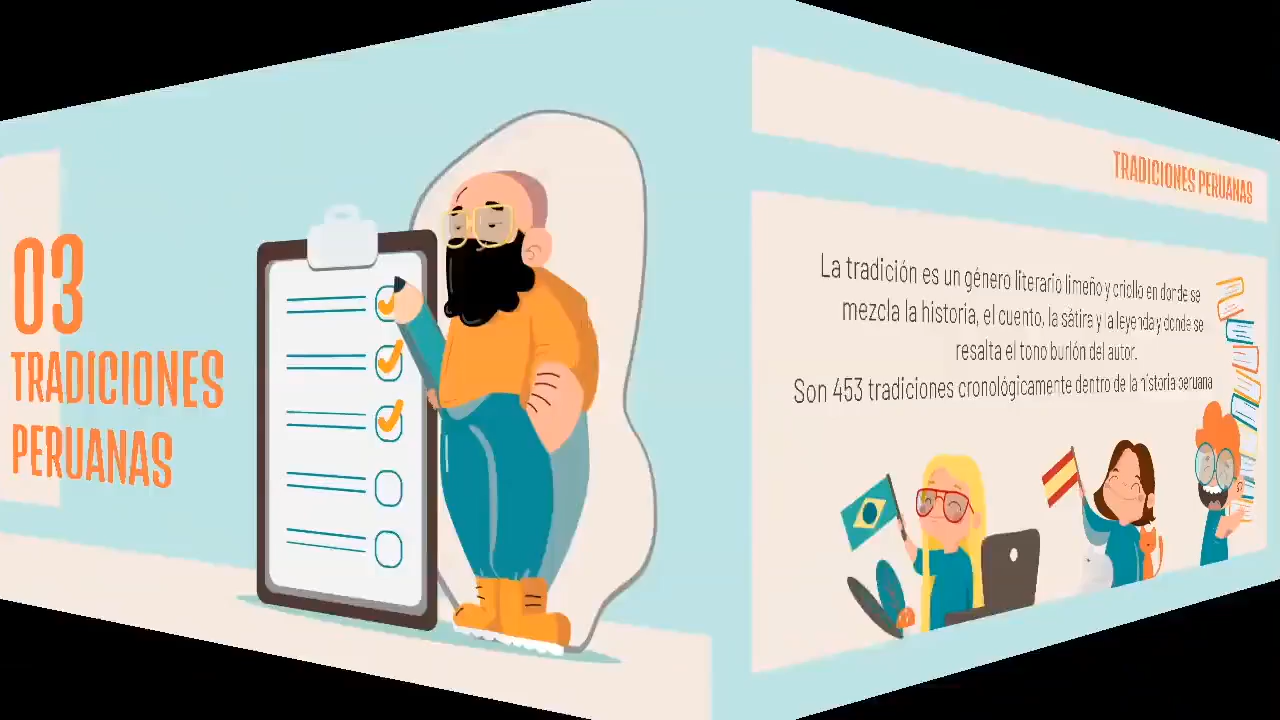 03
TRADICIONES
PERUANAS
TRADICIONES PERUANAS
La tradición es un género literario limeño y criollo en donde se
mezcla la historia, el cuento, la sátira y la leyenda y donde se
resalta el tono burlón del autor.
Son 453 tradiciones cronológicamente dentro de la historia peruana